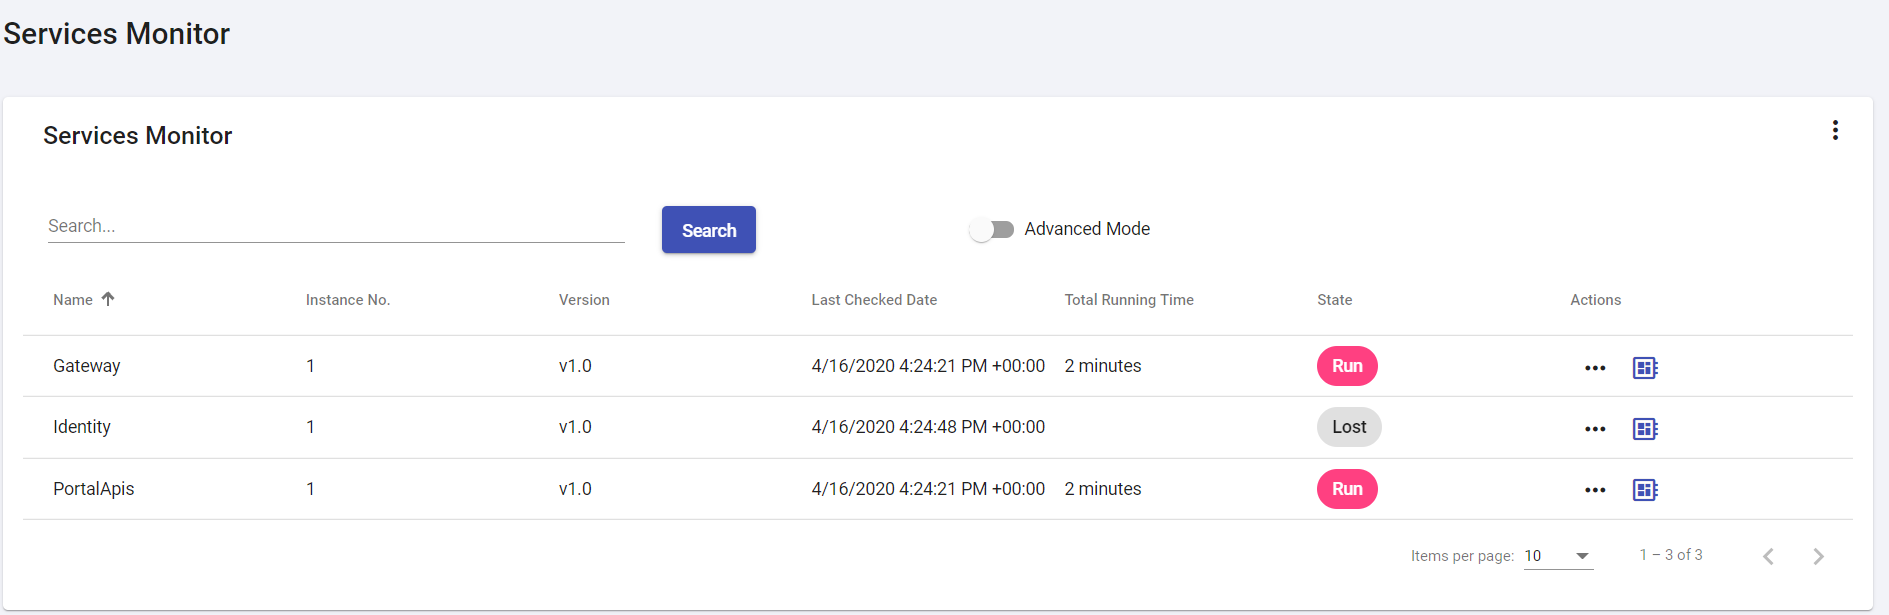 Services Monitor
Services Monitor
Search... Search Advanced Mode
Name Instance No. Version Last Checked Date Total Running Time State Actions
Gateway 1 v1.0 4/16/2020 4:24:21 PM +00:00 2 minutes Run
Identity 1 v1.0 4/16/2020 4:24:48 PM +00:00 Lost
PortalApis 1 v1.0 4/16/2020 4:24:21 PM +00:00 2 minutes Run
Items per page: 10 1 – 3 of 3